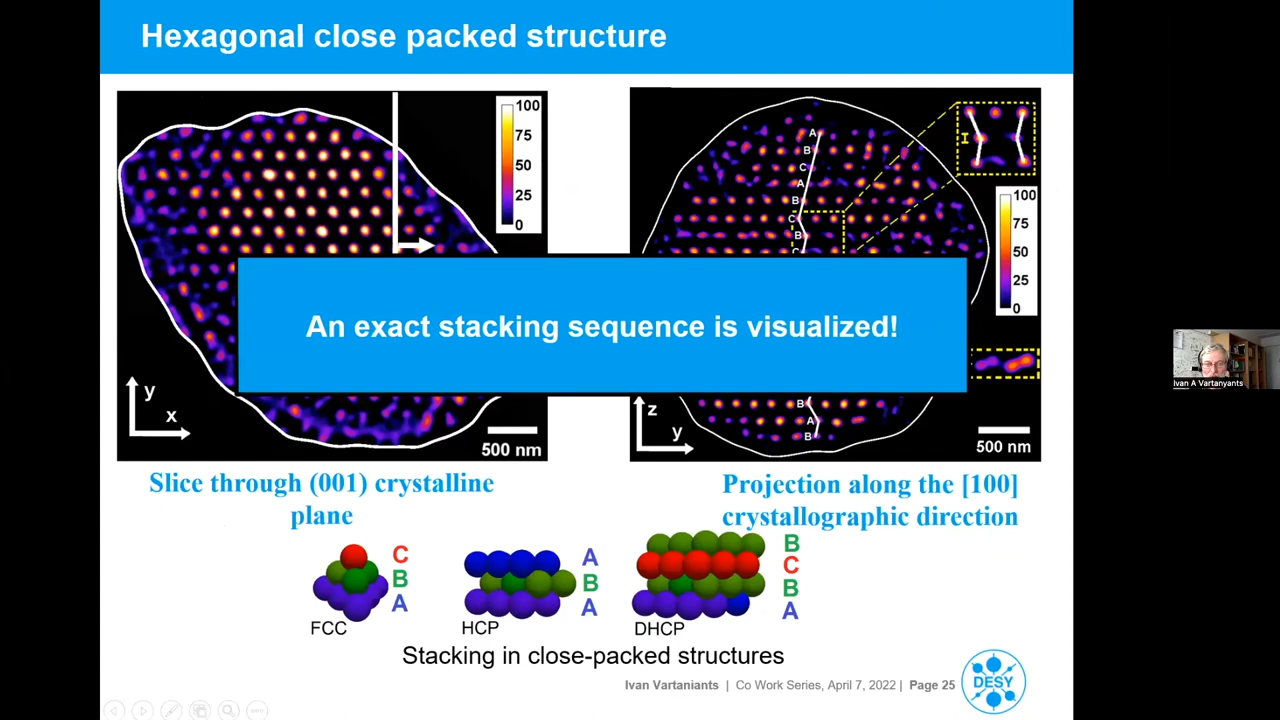 Hexagonal close packed structure
100
75
50
25
0
y
x
500 nm
A
B
C
A
B
C
B
C
I
100
75
50
25
0
B
A
B
z
y
500 nm
An exact stacking sequence is visualized!
Slice through (001) crystalline
plane
Projection along the [100]
crystallographic direction
C
B
A
FCC
A
B
A
HCP
B
C
B
A
DHCP
Stacking in close-packed structures
Ivan Vartaniants | Co Work Series, April 7, 2022 | Page 25
DESY
Ivan A Vartanyants